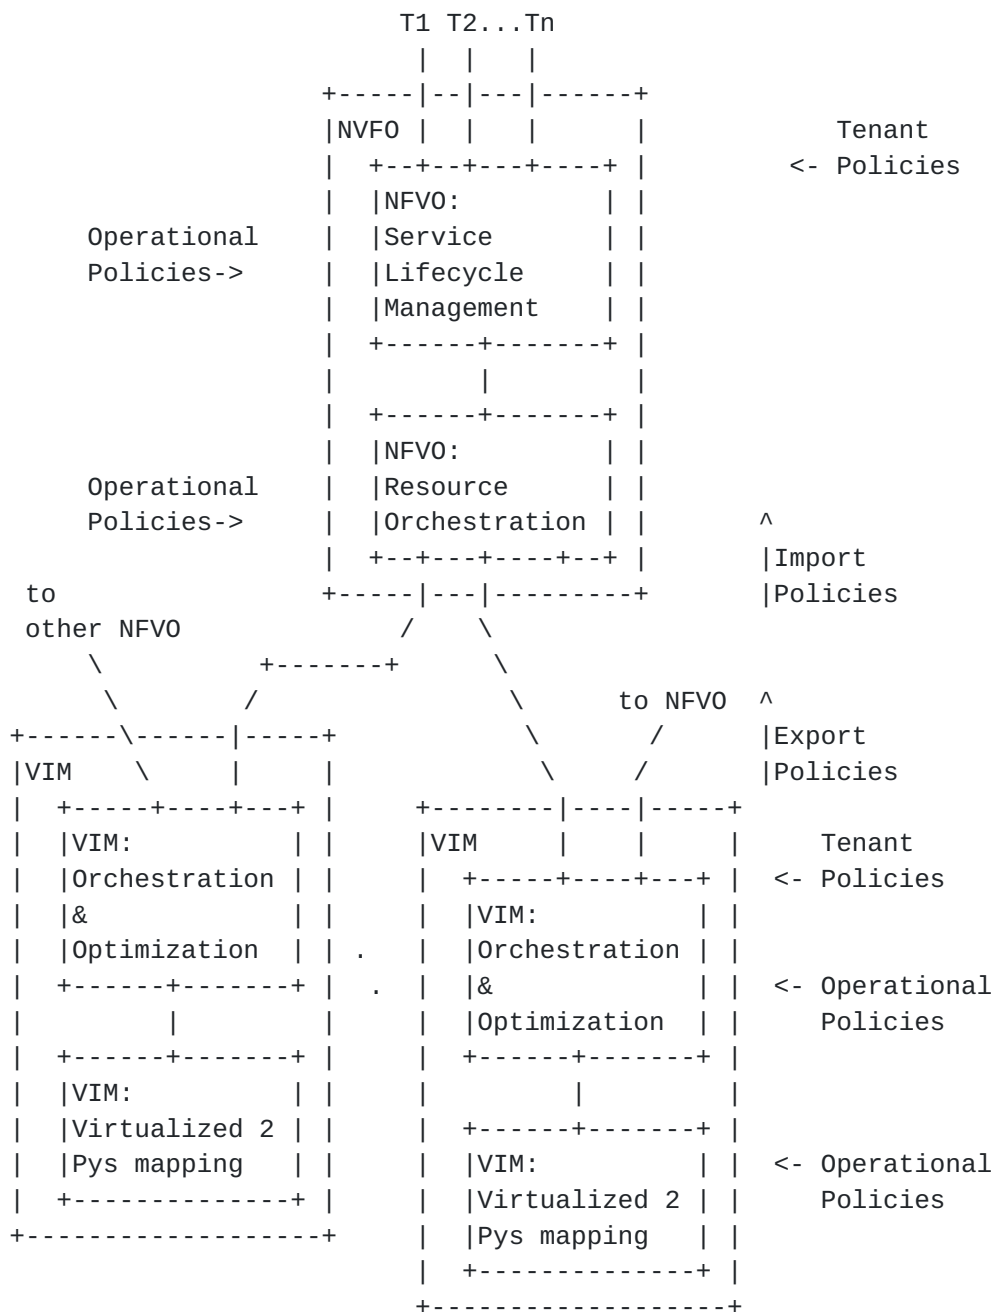 T1 T2...Tn
NVFO Tenant
<- Policies
NFVO:
Operational Service
Policies-> Lifecycle
Management
NFVO:
Operational Resource
Policies-> Orchestration ^
Import
to Policies
other NFVO
to NFVO ^
Export
VIM Policies
VIM: VIM Tenant
Orchestration <- Policies
& VIM:
Optimization . Orchestration
. & <- Operational
Optimization Policies
VIM:
Virtualized 2
Pys mapping VIM: <- Operational
Virtualized 2 Policies
Pys mapping